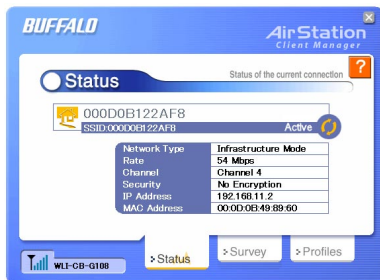 BUFFALO
AirStation
Client Manager
Status
Status of the current connection
?
000D0B122AF8
SSID:000D0B122AF8
Active
Network Type Infrastructure Mode
Rate 54 Mbps
Channel Channel 4
Security No Encryption
IP Address 192.168.11.2
MAC Address 00:0D:0B:49:89:60
WLI-CB-G108
Status
Survey
Profiles